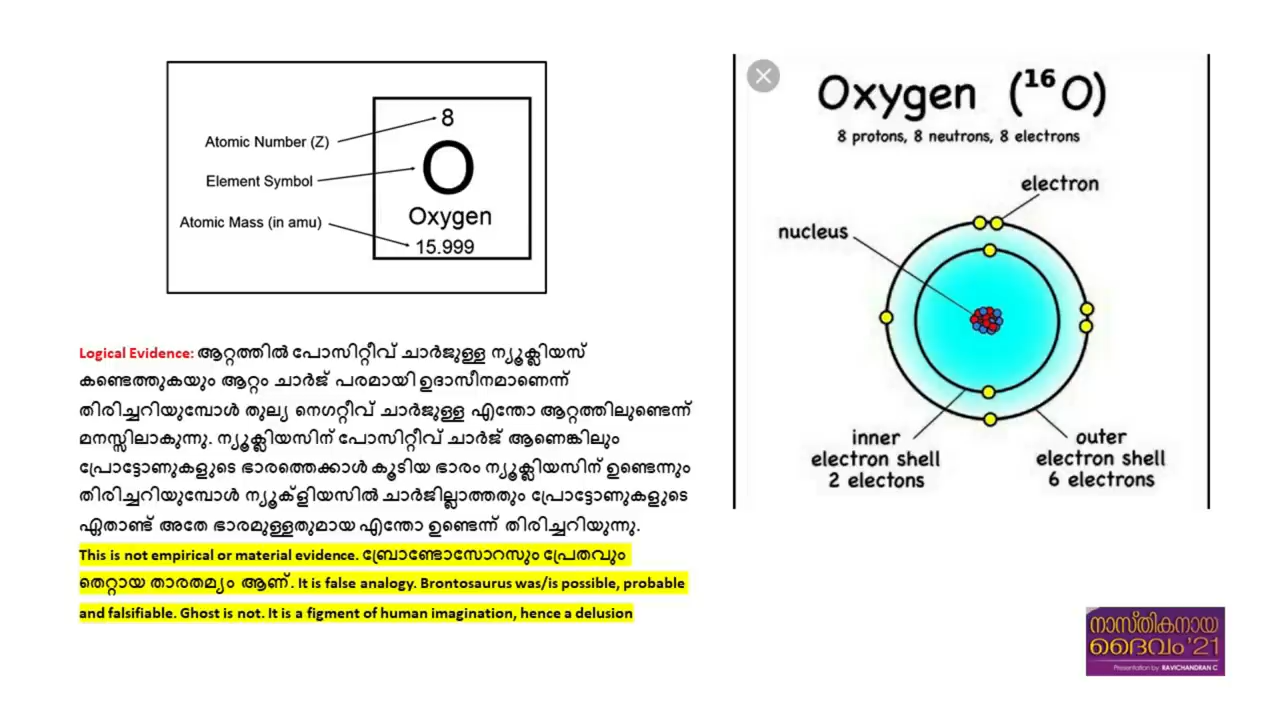 8
Atomic Number (Z)
O
Element Symbol
Oxygen
Atomic Mass (in amu)
15.999
Oxygen (¹⁶O)
8 protons, 8 neutrons, 8 electrons
electron
nucleus
inner
electron shell
2 electons
outer
electron shell
6 electrons
Logical Evidence: ആറ്റത്തിൽ പോസിറ്റീവ് ചാർജുള്ള ന്യൂക്ലിയസ്
കണ്ടെത്തുകയും ആറ്റം ചാർജ് പരമായി ഉദാസീനമാണെന്ന്
തിരിച്ചറിയുമ്പോൾ തുല്യ നെഗറ്റീവ് ചാർജുള്ള എന്തോ ആറ്റത്തിലുണ്ടെന്ന്
മനസ്സിലാകുന്നു. ന്യൂക്ലിയസിന് പോസിറ്റീവ് ചാർജ് ആണെങ്കിലും
പ്രോട്ടോണുകളുടെ ഭാരത്തെക്കാൾ കൂടിയ ഭാരം ന്യൂക്ലിയസിന് ഉണ്ടെന്നും
തിരിച്ചറിയുമ്പോൾ ന്യൂക്ളിയസിൽ ചാർജില്ലാത്തതും പ്രോട്ടോണുകളുടെ
ഏതാണ്ട് അതേ ഭാരമുള്ളതുമായ എന്തോ ഉണ്ടെന്ന് തിരിച്ചറിയുന്നു.
This is not empirical or material evidence. ബ്രോണ്ടോസോറസും പ്രേതവും
തെറ്റായ താരതമ്യം ആണ്. It is false analogy. Brontosaurus was/is possible, probable
and falsifiable. Ghost is not. It is a figment of human imagination, hence a delusion
നാസ്തികനായ
ദൈവം'21
Presentation by RAVICHANDRAN C